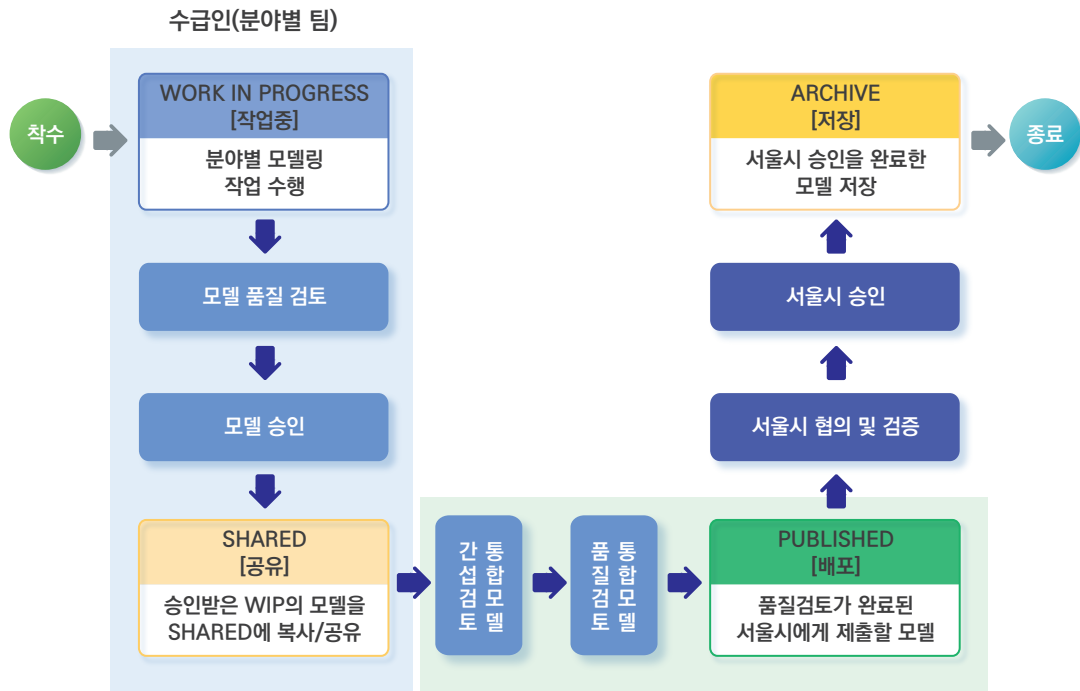 수급인(분야별 팀)
착수
WORK IN PROGRESS
[작업중]
분야별 모델링
작업 수행
모델 품질 검토
모델 승인
SHARED
[공유]
승인받은 WIP의 모델을
SHARED에 복사/공유
통합모델
간섭검토
통합모델
품질검토
PUBLISHED
[배포]
품질검토가 완료된
서울시에게 제출할 모델
서울시 협의 및 검증
서울시 승인
ARCHIVE
[저장]
서울시 승인을 완료한
모델 저장
종료